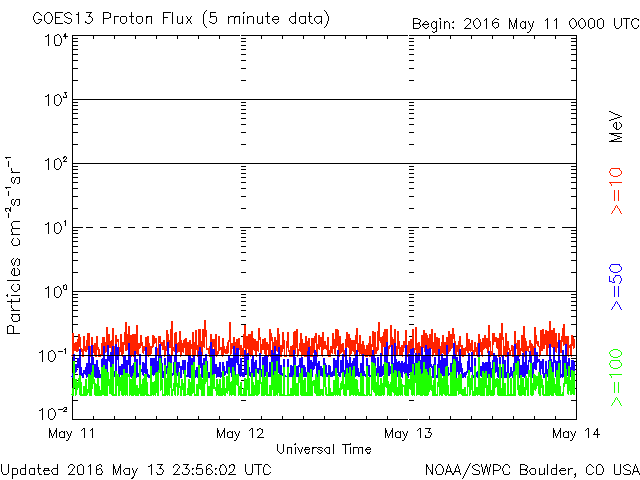 GOES13 Proton Flux (5 minute data)
Begin: 2016 May 11 0000 UTC
Particles cm⁻²s⁻¹sr⁻¹
10⁴
10³
10²
10¹
10⁰
10⁻¹
10⁻²
MeV
>=10
>=50
>=100
May 11
May 12
May 13
May 14
Universal Time
Updated 2016 May 13 23:56:02 UTC
NOAA/SWPC Boulder, CO USA